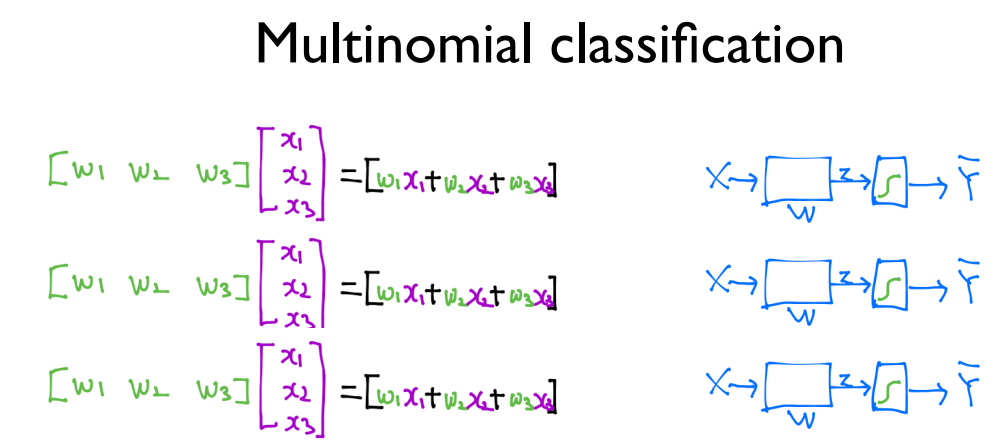 Multinomial classification
[w1 w2 w3] [x1 x2 x3] = [w1x1+w2x2+w3x3] X→ W z→ S → Ȳ
[w1 w2 w3] [x1 x2 x3] = [w1x1+w2x2+w3x3] X→ W z→ S → Ȳ
[w1 w2 w3] [x1 x2 x3] = [w1x1+w2x2+w3x3] X→ W z→ S → Ȳ